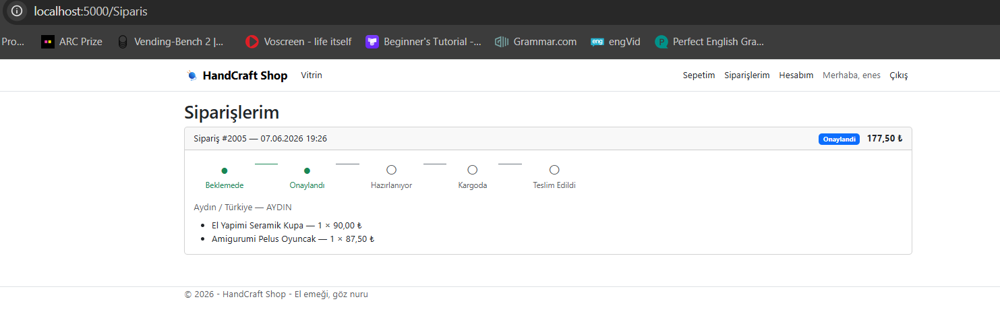 localhost:5000/Siparis
Pro... ARC Prize Vending-Bench 2 |... Voscreen - life itself Beginner's Tutorial -... Grammar.com eng engVid P Perfect English Gra...
HandCraft Shop Vitrin Sepetim Siparişlerim Hesabım Merhaba, enes Çıkış
Siparişlerim
Sipariş #2005 — 07.06.2026 19:26 Onaylandi 177,50 ₺
Beklemede Onaylandı Hazırlanıyor Kargoda Teslim Edildi
Aydın / Türkiye — AYDIN
El Yapimi Seramik Kupa — 1 × 90,00 ₺
Amigurumi Pelus Oyuncak — 1 × 87,50 ₺
© 2026 - HandCraft Shop - El emeği, göz nuru